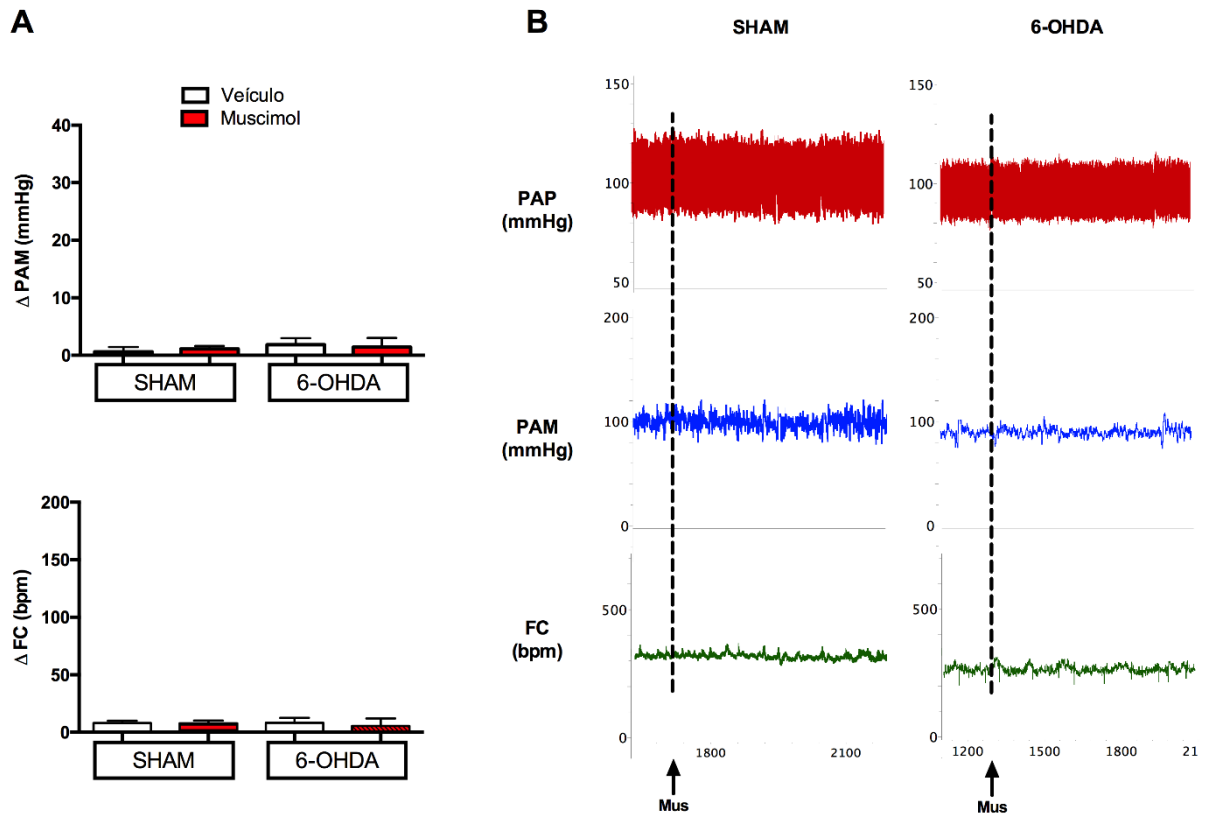 A
Veículo
Muscimol
40
30
20
10
0
Δ PAM (mmHg)
SHAM
6-OHDA
200
150
100
50
0
Δ FC (bpm)
SHAM
6-OHDA
B
SHAM
6-OHDA
PAP
(mmHg)
150
100
50
150
100
50
PAM
(mmHg)
200
100
0
200
100
0
FC
(bpm)
500
0
500
0
1800
2100
1200
1500
1800
21
Mus
Mus